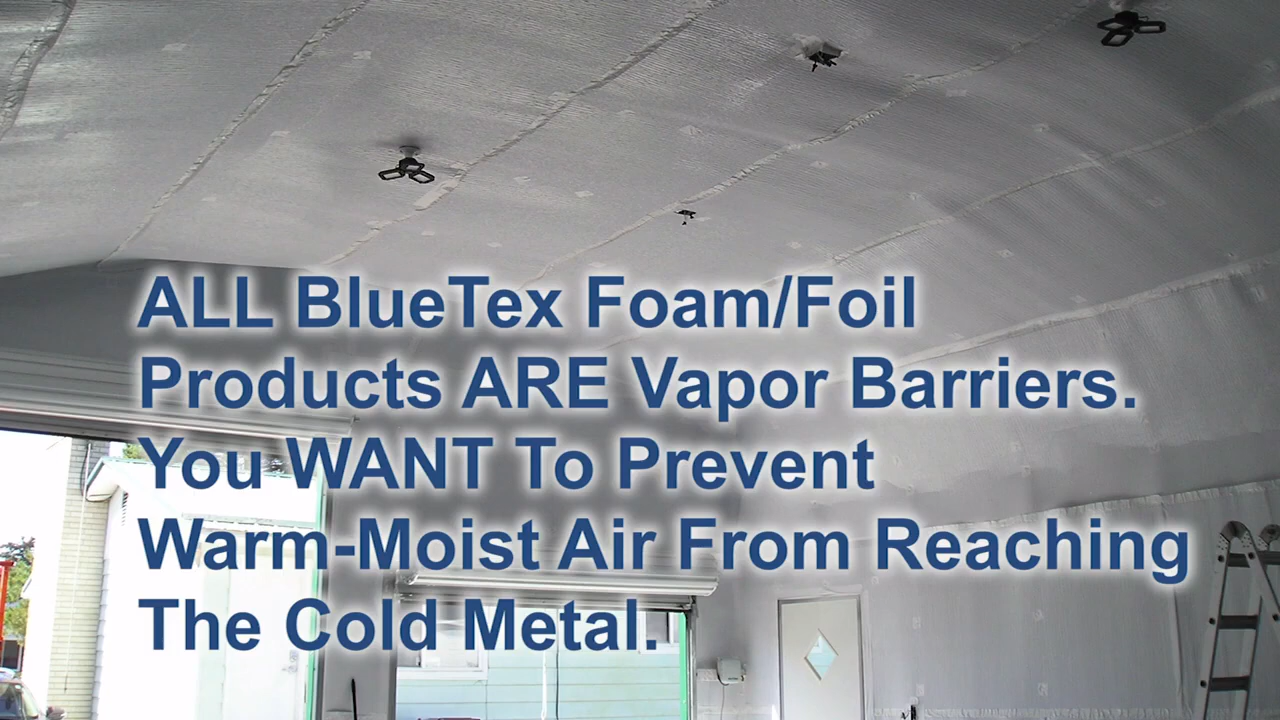 ALL BlueTex Foam/Foil
Products ARE Vapor Barriers.
You WANT To Prevent
Warm-Moist Air From Reaching
The Cold Metal.